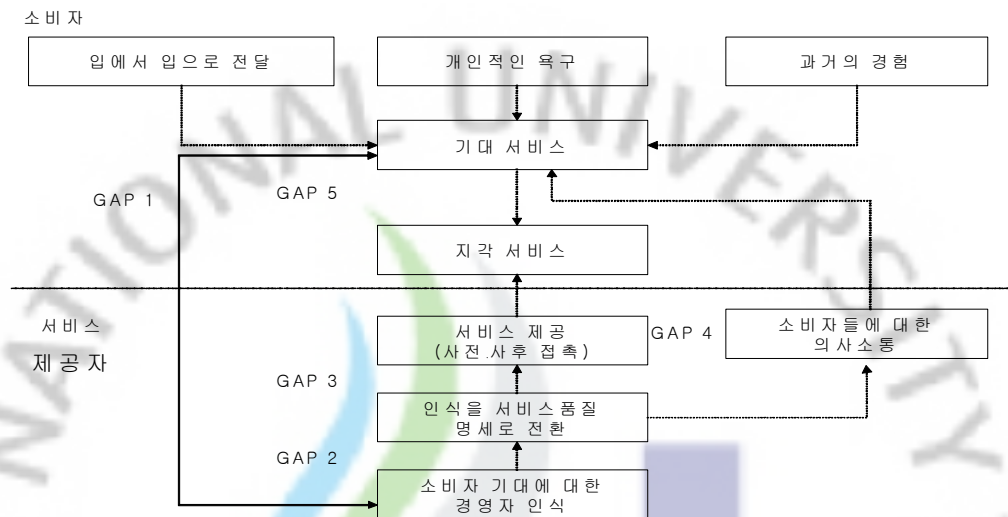 소비자
입에서 입으로 전달
개인적인 욕구
과거의 경험
기대 서비스
GAP 1
GAP 5
지각 서비스
서비스
제공자
서비스 제공
(사전.사후 접촉)
GAP 4
소비자들에 대한
의사소통
GAP 3
인식을 서비스품질
명세로 전환
GAP 2
소비자 기대에 대한
경영자 인식
NATIONAL UNIVERSITY